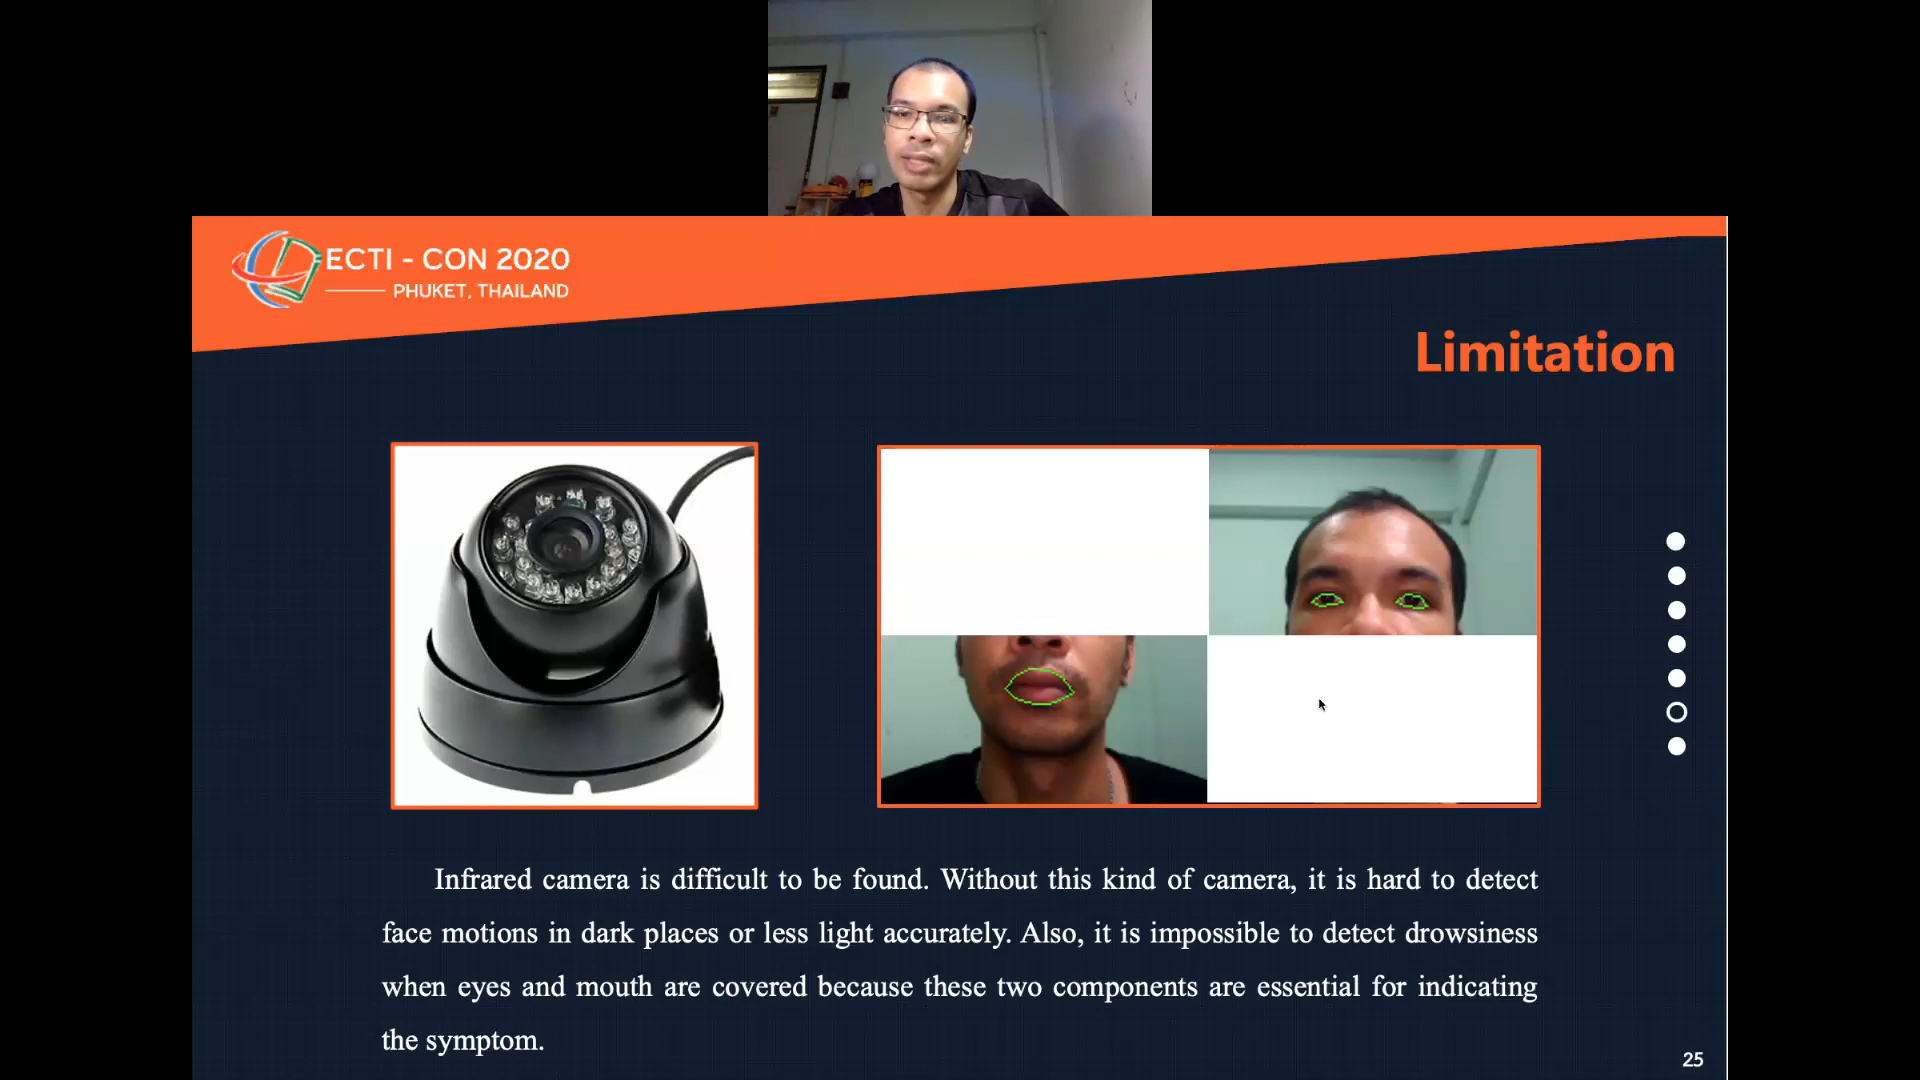 ECTI - CON 2020
PHUKET, THAILAND
Limitation
Infrared camera is difficult to be found. Without this kind of camera, it is hard to detect
face motions in dark places or less light accurately. Also, it is impossible to detect drowsiness
when eyes and mouth are covered because these two components are essential for indicating
the symptom.
25